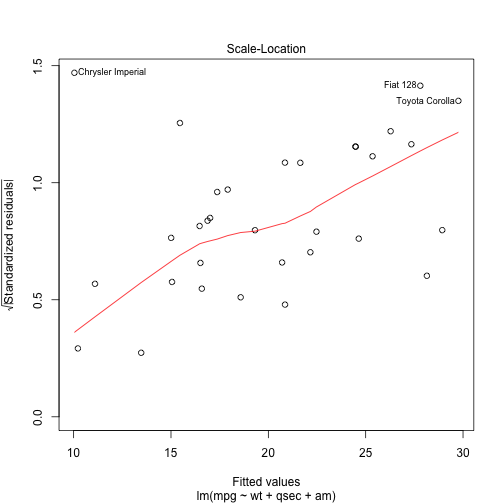 Scale-Location
√|Standardized residuals|
1.5
1.0
0.5
0.0
Chrysler Imperial
Fiat 128
Toyota Corolla
10 15 20 25 30
Fitted values
lm(mpg ~ wt + qsec + am)